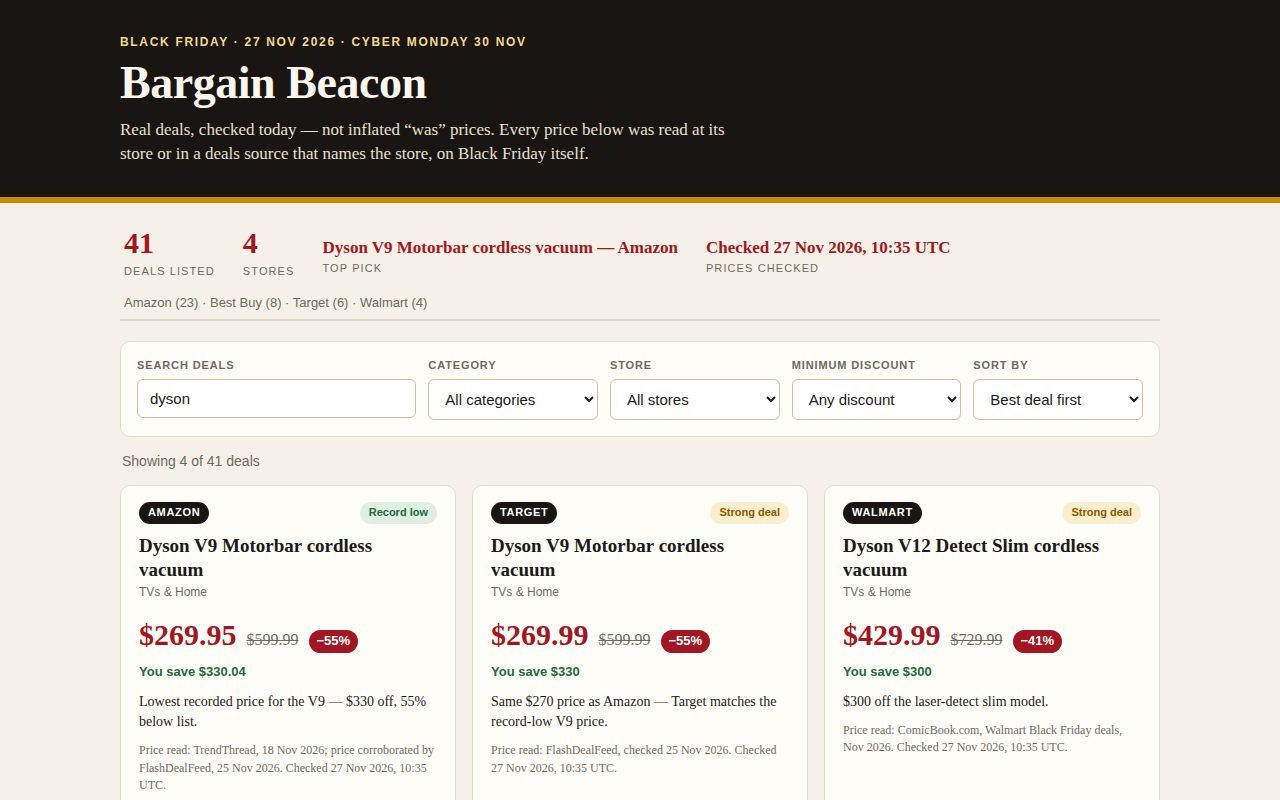 BLACK FRIDAY · 27 NOV 2026 · CYBER MONDAY 30 NOV
Bargain Beacon
Real deals, checked today — not inflated “was” prices. Every price below was read at its
store or in a deals source that names the store, on Black Friday itself.
41
DEALS LISTED
4
STORES
Dyson V9 Motorbar cordless vacuum — Amazon
TOP PICK
Checked 27 Nov 2026, 10:35 UTC
PRICES CHECKED
Amazon (23) · Best Buy (8) · Target (6) · Walmart (4)
SEARCH DEALS
dyson
CATEGORY
All categories
STORE
All stores
MINIMUM DISCOUNT
Any discount
SORT BY
Best deal first
Showing 4 of 41 deals
AMAZON
Record low
Dyson V9 Motorbar cordless
vacuum
TVs & Home
$269.95 $599.99 −55%
You save $330.04
Lowest recorded price for the V9 — $330 off, 55%
below list.
Price read: TrendThread, 18 Nov 2026; price corroborated by
FlashDealFeed, 25 Nov 2026. Checked 27 Nov 2026, 10:35
UTC.
TARGET
Strong deal
Dyson V9 Motorbar cordless
vacuum
TVs & Home
$269.99 $599.99 −55%
You save $330
Same $270 price as Amazon — Target matches the
record-low V9 price.
Price read: FlashDealFeed, checked 25 Nov 2026. Checked
27 Nov 2026, 10:35 UTC.
WALMART
Strong deal
Dyson V12 Detect Slim cordless
vacuum
TVs & Home
$429.99 $729.99 −41%
You save $300
$300 off the laser-detect slim model.
Price read: ComicBook.com, Walmart Black Friday deals,
Nov 2026. Checked 27 Nov 2026, 10:35 UTC.